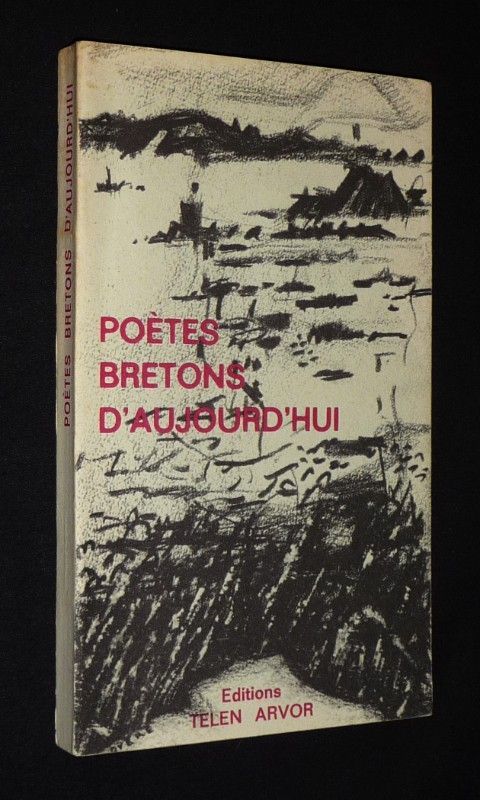 POÈTES BRETONS D'AUJOURD'HUI
POÈTES
BRETONS
D'AUJOURD'HUI
Editions
TELEN ARVOR